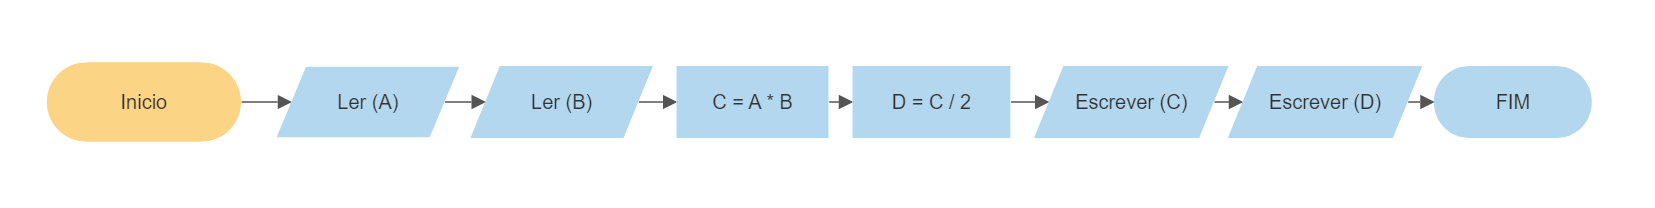 Inicio
Ler (A)
Ler (B)
C = A * B
D = C / 2
Escrever (C)
Escrever (D)
FIM